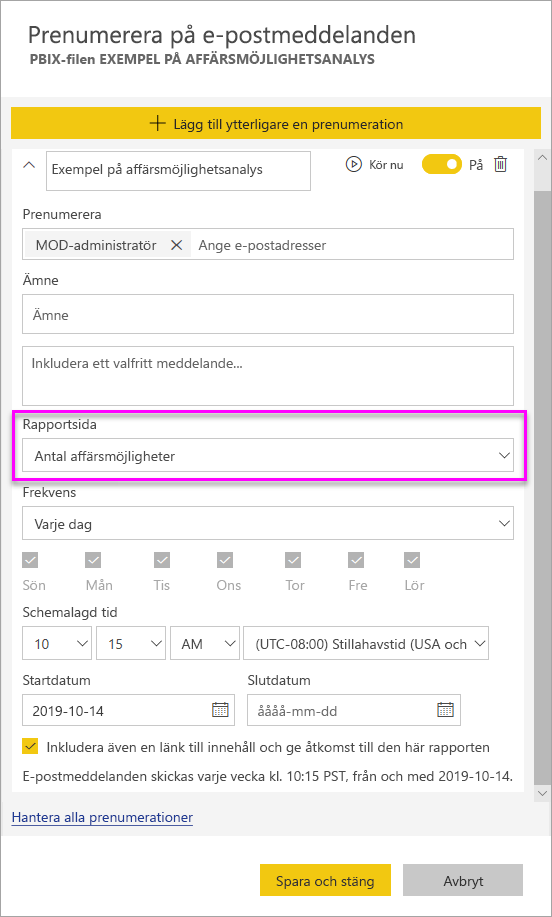 Prenumerera på e-postmeddelanden
PBIX-filen EXEMPEL PÅ AFFÄRSMÖJLIGHETSANALYS
Lägg till ytterligare en prenumeration
Exempel på affärsmöjlighetsanalys
Kör nu
På
Prenumerera
MOD-administratör
Ange e-postadresser
Ämne
Ämne
Inkludera ett valfritt meddelande...
Rapportsida
Antal affärsmöjligheter
Frekvens
Varje dag
Sön Mån Tis Ons Tor Fre Lör
Schemalagd tid
10 15 AM (UTC-08:00) Stillahavstid (USA och
Startdatum Slutdatum
2019-10-14 åååå-mm-dd
Inkludera även en länk till innehåll och ge åtkomst till den här rapporten
E-postmeddelanden skickas varje vecka kl. 10:15 PST, från och med 2019-10-14.
Hantera alla prenumerationer
Spara och stäng Avbryt